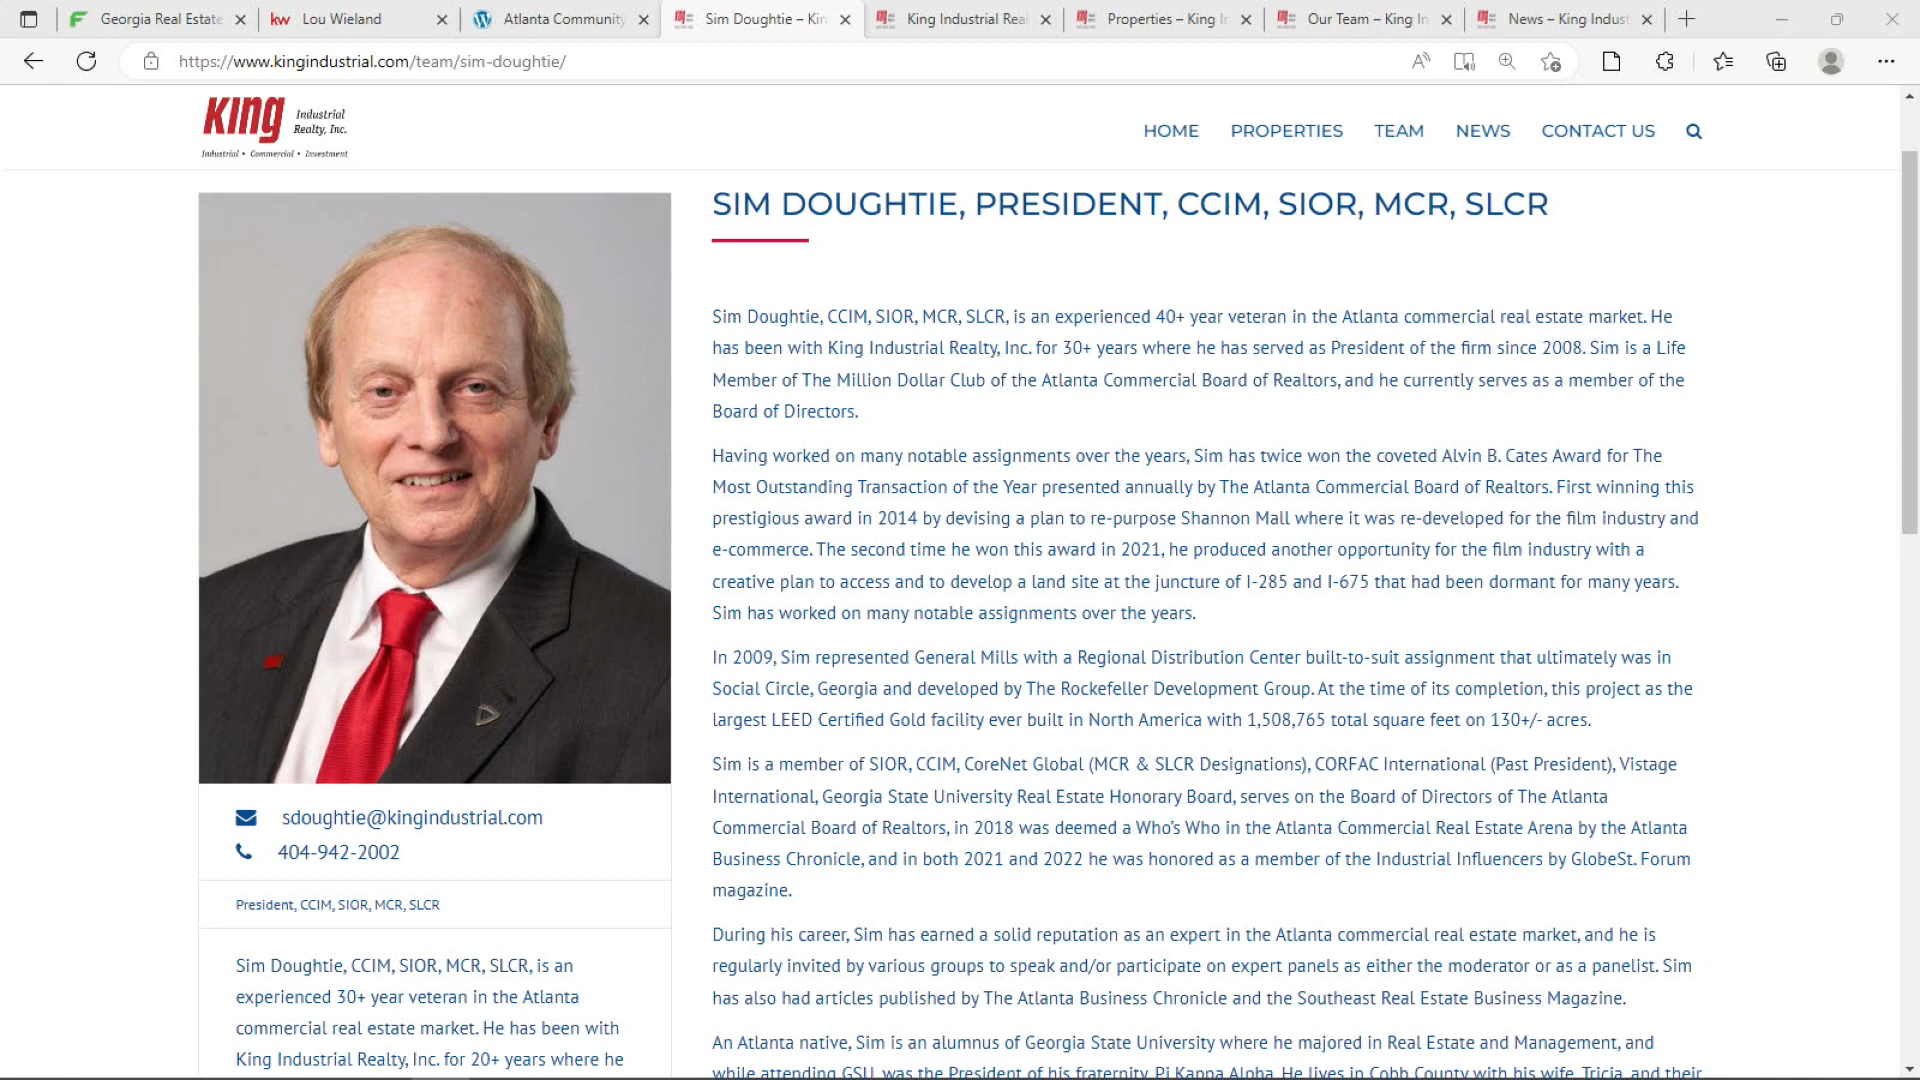 Georgia Real Estate
kw Lou Wieland
Atlanta Community
Sim Doughtie – Kin
King Industrial Real
Properties – King I
Our Team – King In
News – King Indust
https://www.kingindustrial.com/team/sim-doughtie/
King Industrial
Realty, Inc.
Industrial • Commercial • Investment
HOME PROPERTIES TEAM NEWS CONTACT US
SIM DOUGHTIE, PRESIDENT, CCIM, SIOR, MCR, SLCR
Sim Doughtie, CCIM, SIOR, MCR, SLCR, is an experienced 40+ year veteran in the Atlanta commercial real estate market. He
has been with King Industrial Realty, Inc. for 30+ years where he has served as President of the firm since 2008. Sim is a Life
Member of The Million Dollar Club of the Atlanta Commercial Board of Realtors, and he currently serves as a member of the
Board of Directors.
Having worked on many notable assignments over the years, Sim has twice won the coveted Alvin B. Cates Award for The
Most Outstanding Transaction of the Year presented annually by The Atlanta Commercial Board of Realtors. First winning this
prestigious award in 2014 by devising a plan to re-purpose Shannon Mall where it was re-developed for the film industry and
e-commerce. The second time he won this award in 2021, he produced another opportunity for the film industry with a
creative plan to access and to develop a land site at the juncture of I-285 and I-675 that had been dormant for many years.
Sim has worked on many notable assignments over the years.
In 2009, Sim represented General Mills with a Regional Distribution Center built-to-suit assignment that ultimately was in
Social Circle, Georgia and developed by The Rockefeller Development Group. At the time of its completion, this project as the
largest LEED Certified Gold facility ever built in North America with 1,508,765 total square feet on 130+/- acres.
Sim is a member of SIOR, CCIM, CoreNet Global (MCR & SLCR Designations), CORFAC International (Past President), Vistage
International, Georgia State University Real Estate Honorary Board, serves on the Board of Directors of The Atlanta
Commercial Board of Realtors, in 2018 was deemed a Who's Who in the Atlanta Commercial Real Estate Arena by the Atlanta
Business Chronicle, and in both 2021 and 2022 he was honored as a member of the Industrial Influencers by GlobeSt. Forum
magazine.
During his career, Sim has earned a solid reputation as an expert in the Atlanta commercial real estate market, and he is
regularly invited by various groups to speak and/or participate on expert panels as either the moderator or as a panelist. Sim
has also had articles published by The Atlanta Business Chronicle and the Southeast Real Estate Business Magazine.
An Atlanta native, Sim is an alumnus of Georgia State University where he majored in Real Estate and Management, and
while attending GSU, was the President of his fraternity, Pi Kappa Alpha. He lives in Cobb County with his wife, Tricia, and their
sdoughtie@kingindustrial.com
404-942-2002
President, CCIM, SIOR, MCR, SLCR
Sim Doughtie, CCIM, SIOR, MCR, SLCR, is an
experienced 30+ year veteran in the Atlanta
commercial real estate market. He has been with
King Industrial Realty, Inc. for 20+ years where he